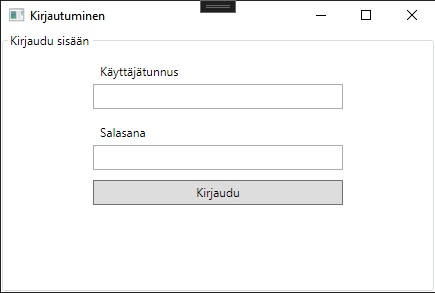 Kirjautuminen
Kirjaudu sisään
Käyttäjätunnus
Salasana
Kirjaudu